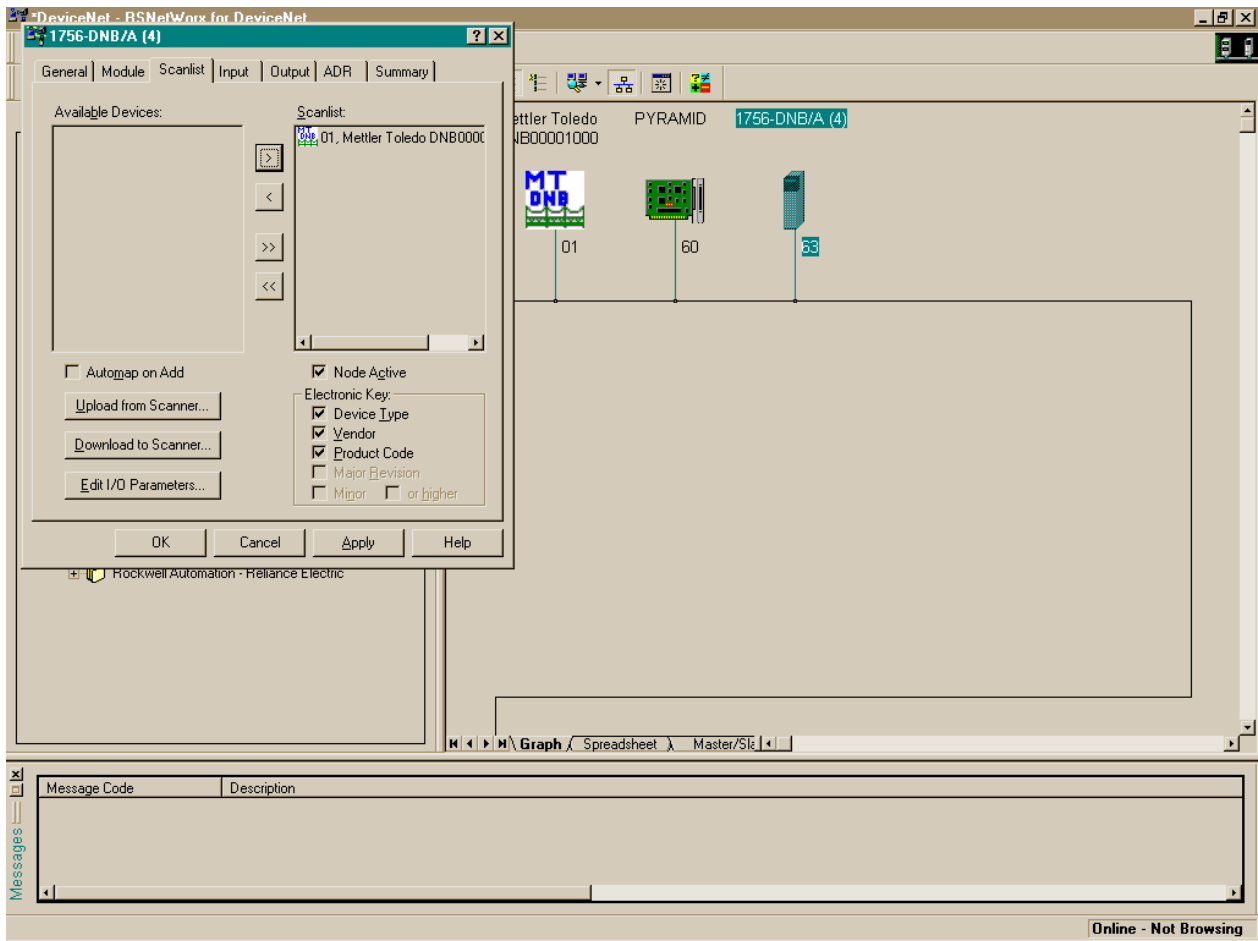 *DeviceNet - RSNetWorx for DeviceNet
1756-DNB/A (4)
General Module Scanlist Input Output ADR Summary
Available Devices:
Scanlist:
01, Mettler Toledo DNB0000
>
<
>>
<<
Automap on Add
Node Active
Upload from Scanner...
Electronic Key:
Device Type
Download to Scanner...
Vendor
Product Code
Major Revision
Edit I/O Parameters...
Minor or higher
OK Cancel Apply Help
ettler Toledo PYRAMID 1756-DNB/A (4)
NB00001000
MT
DNB
01 60 63
Rockwell Automation - Reliance Electric
Graph Spreadsheet Master/Sla
Message Code Description
Messages
Online - Not Browsing